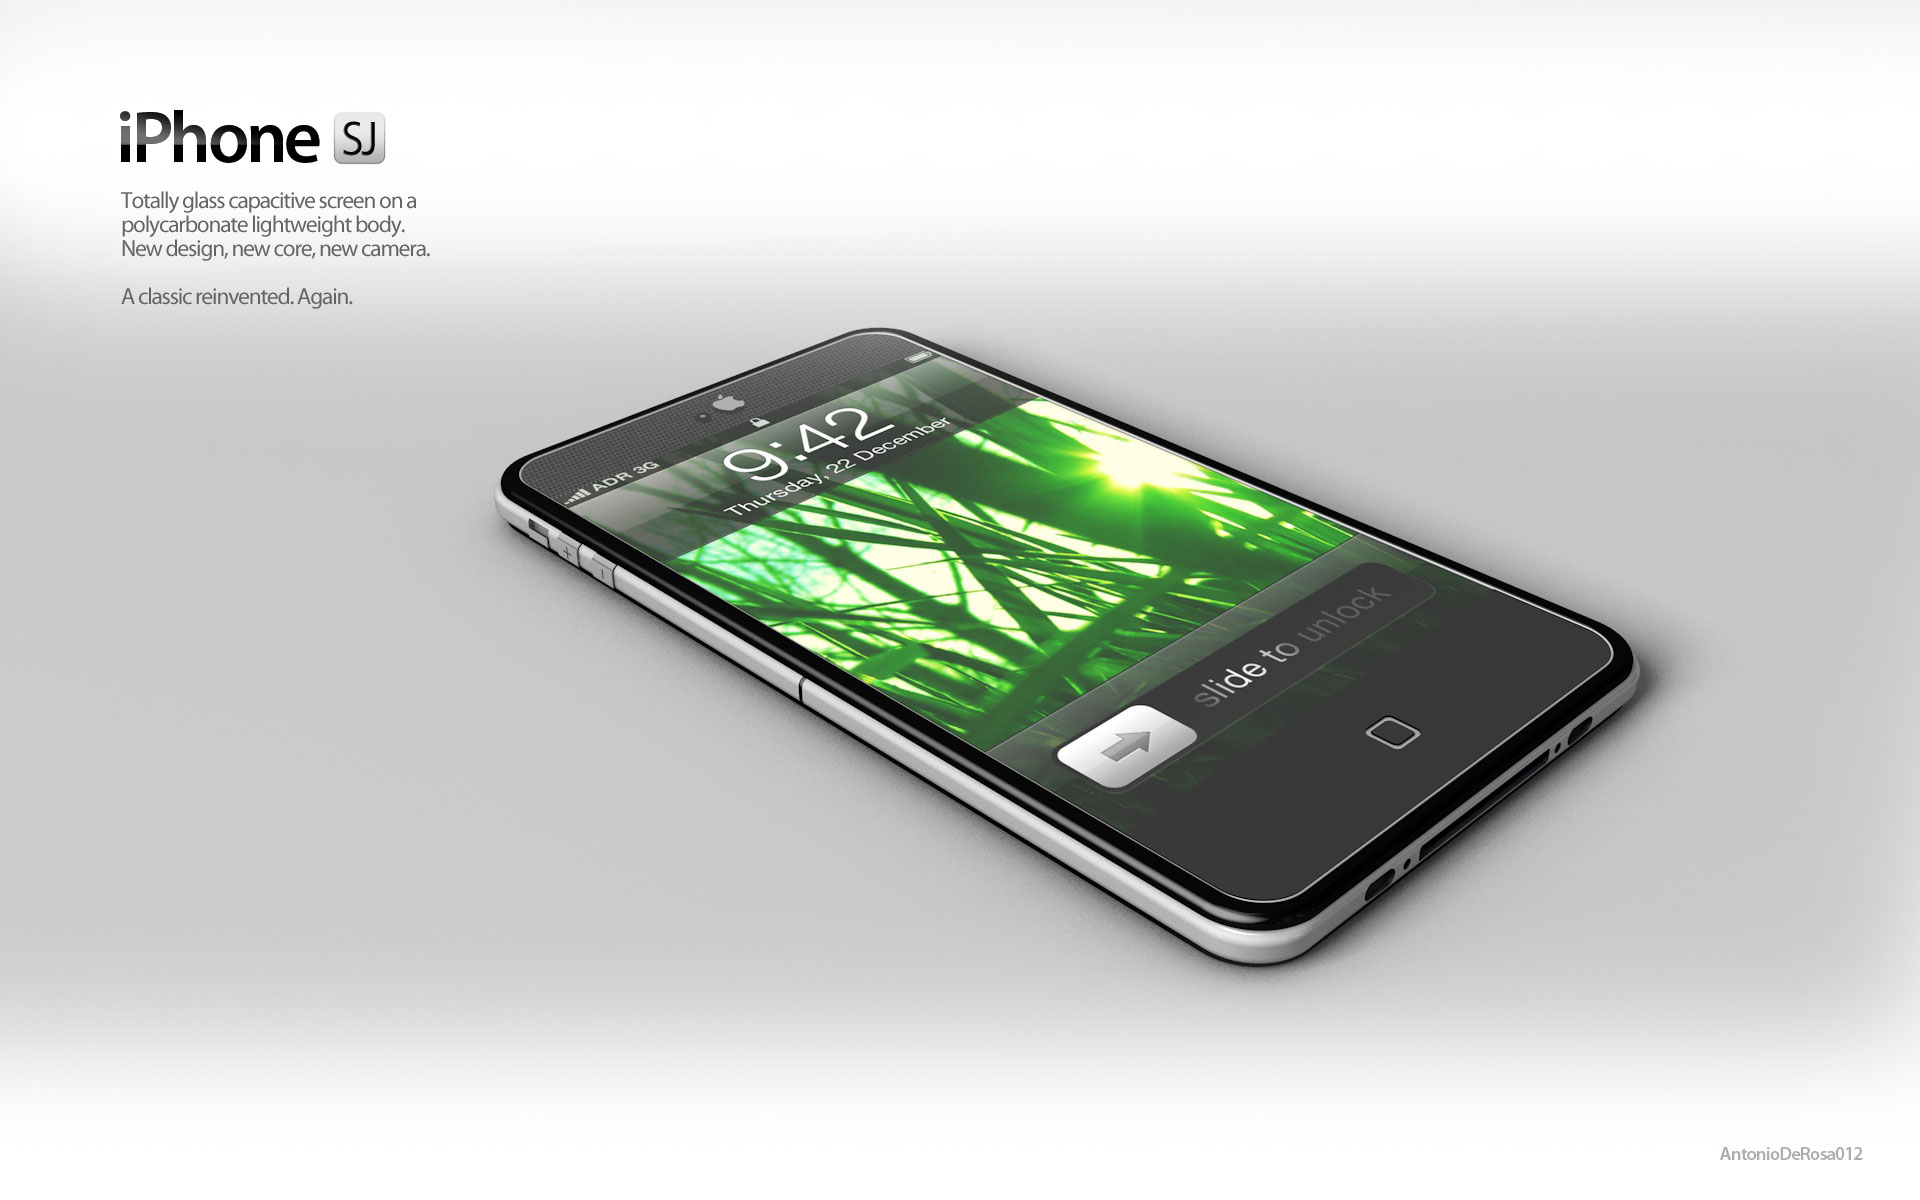 iPhone SJ
Totally glass capacitive screen on a
polycarbonate lightweight body.
New design, new core, new camera.
A classic reinvented. Again.
ADR 3G
9:42
Thursday, 22 December
slide to unlock
+
-
AntonioDeRosa012